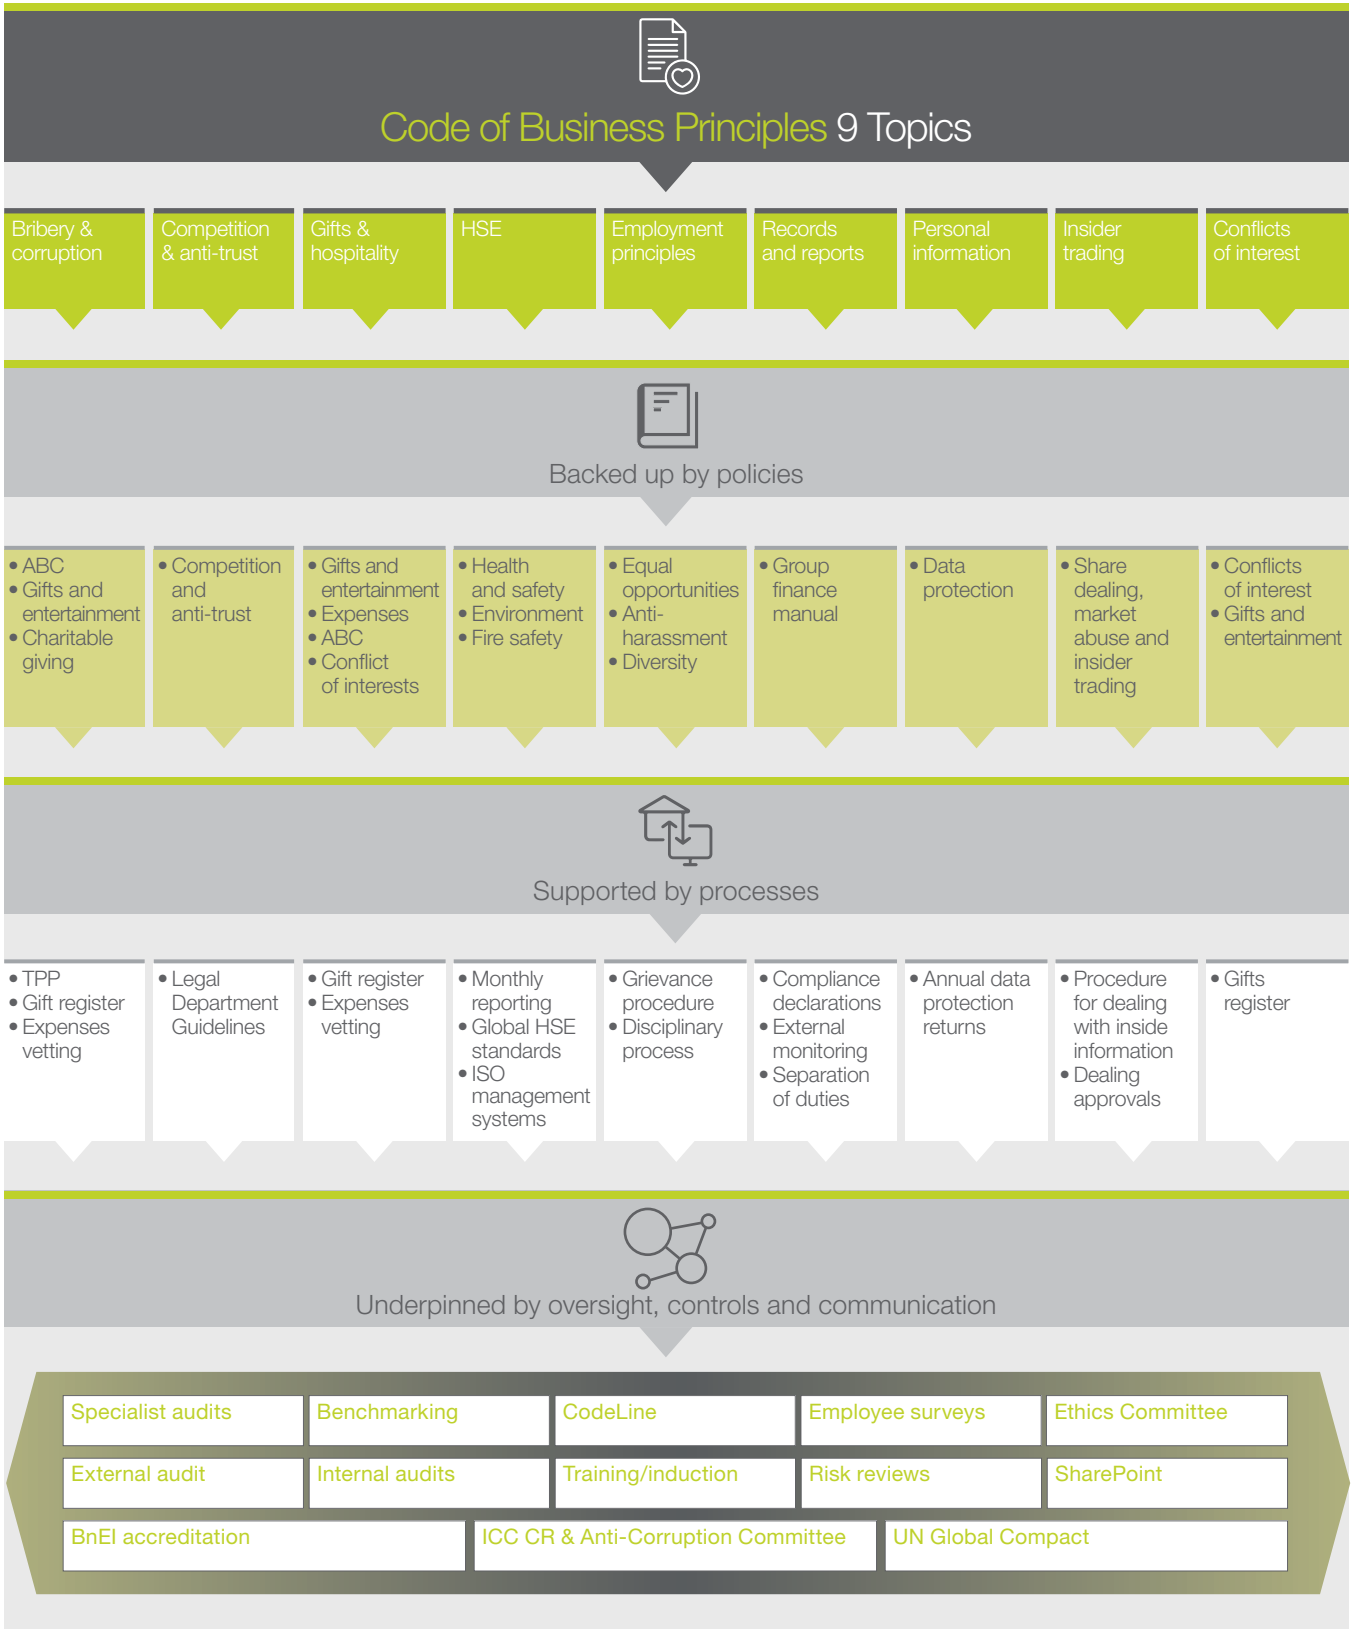 Code of Business Principles 9 Topics
Bribery &
corruption
Competition
& anti-trust
Gifts &
hospitality
HSE
Employment
principles
Records
and reports
Personal
information
Insider
trading
Conflicts
of interest
Backed up by policies
• ABC
• Gifts and
entertainment
• Charitable
giving
• Competition
and
anti-trust
• Gifts and
entertainment
• Expenses
• ABC
• Conflict
of interests
• Health
and safety
• Environment
• Fire safety
• Equal
opportunities
• Anti-
harassment
• Diversity
• Group
finance
manual
• Data
protection
• Share
dealing,
market
abuse and
insider
trading
• Conflicts
of interest
• Gifts and
entertainment
Supported by processes
• TPP
• Gift register
• Expenses
vetting
• Legal
Department
Guidelines
• Gift register
• Expenses
vetting
• Monthly
reporting
• Global HSE
standards
• ISO
management
systems
• Grievance
procedure
• Disciplinary
process
• Compliance
declarations
• External
monitoring
• Separation
of duties
• Annual data
protection
returns
• Procedure
for dealing
with inside
information
• Dealing
approvals
• Gifts
register
Underpinned by oversight, controls and communication
Specialist audits
Benchmarking
CodeLine
Employee surveys
Ethics Committee
External audit
Internal audits
Training/induction
Risk reviews
SharePoint
BnEI accreditation
ICC CR & Anti-Corruption Committee
UN Global Compact